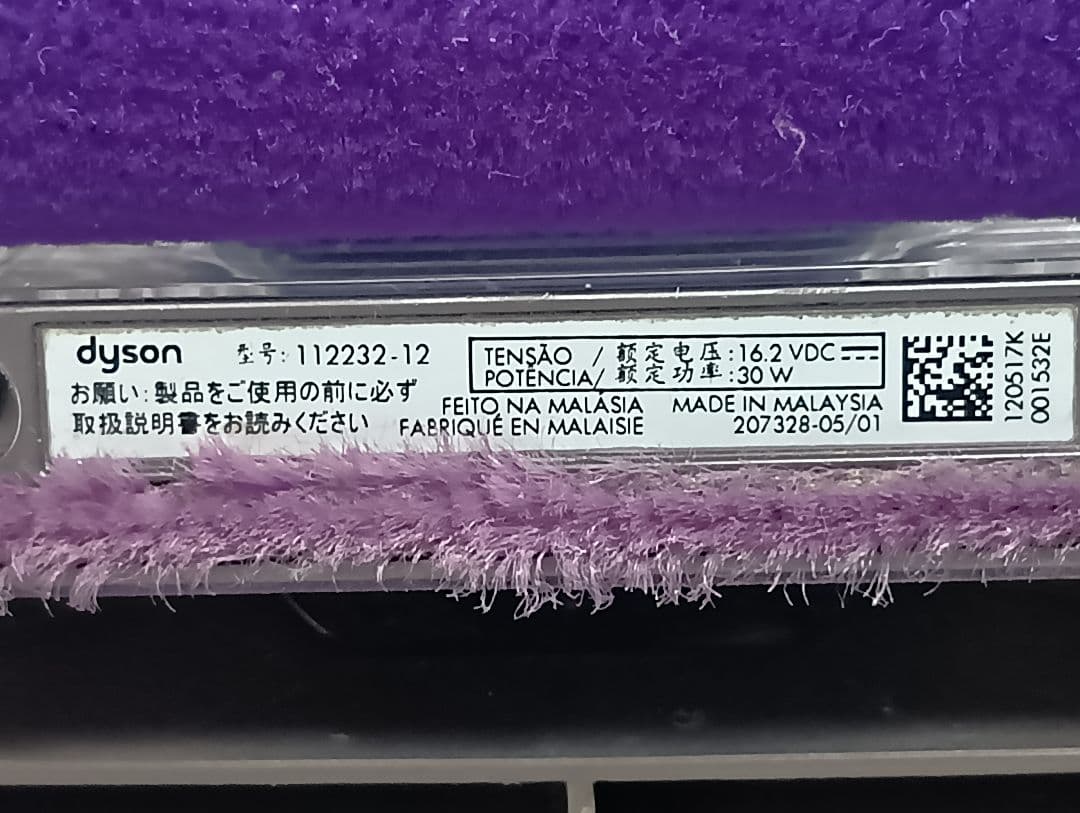 dyson 型号: 112232-12
お願い:製品をご使用の前に必ず
取扱説明書をお読みください
TENSÃO / 额定电压:16.2 VDC
POTÊNCIA/ 额定功率:30 W
FEITO NA MALÁSIA MADE IN MALAYSIA
FABRIQUÉ EN MALAISIE 207328-05/01
120517K
001532E